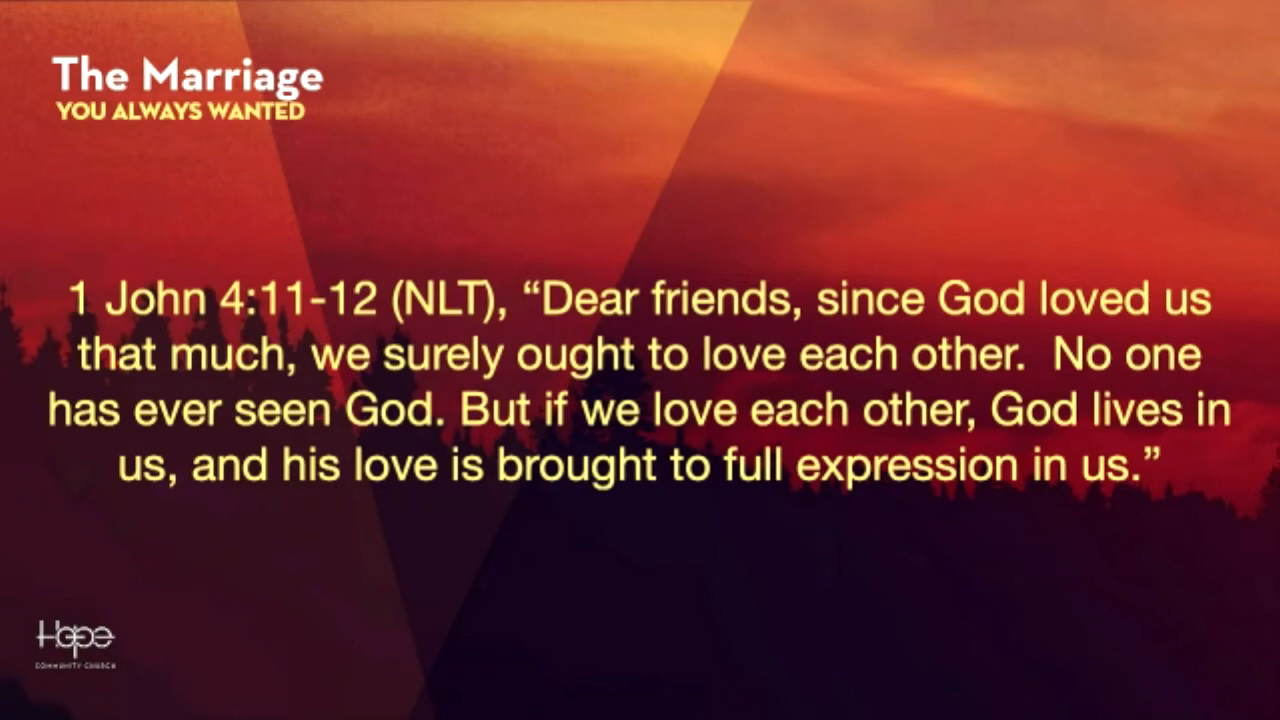 The Marriage
YOU ALWAYS WANTED
1 John 4:11-12 (NLT), “Dear friends, since God loved us
that much, we surely ought to love each other.  No one
has ever seen God. But if we love each other, God lives in
us, and his love is brought to full expression in us.”
Hope
COMMUNITY CHURCH